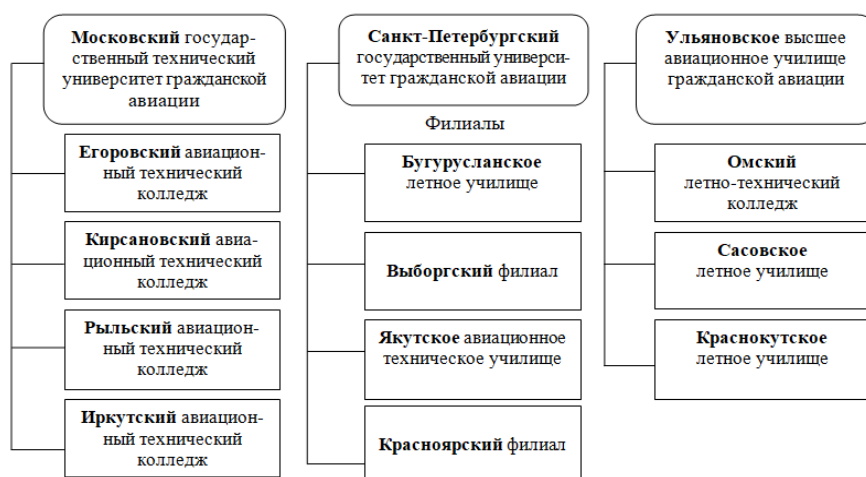 Московский государ-
ственный технический
университет гражданской
авиации
Егоровский авиацион-
ный технический
колледж
Кирсановский авиа-
ационный технический
колледж
Рыльский авиацион-
ный технический
колледж
Иркутский авиацион-
ный технический
колледж
Санкт-Петербургский
государственный универси-
тет гражданской авиации
Филиалы
Бугурусланское
летное училище
Выборгский филиал
Якутское авиационное
техническое училище
Красноярский филиал
Ульяновское высшее
авиационное училище
гражданской авиации
Омский
летно-технический
колледж
Сасовское
летное училище
Краснокутское
летное училище